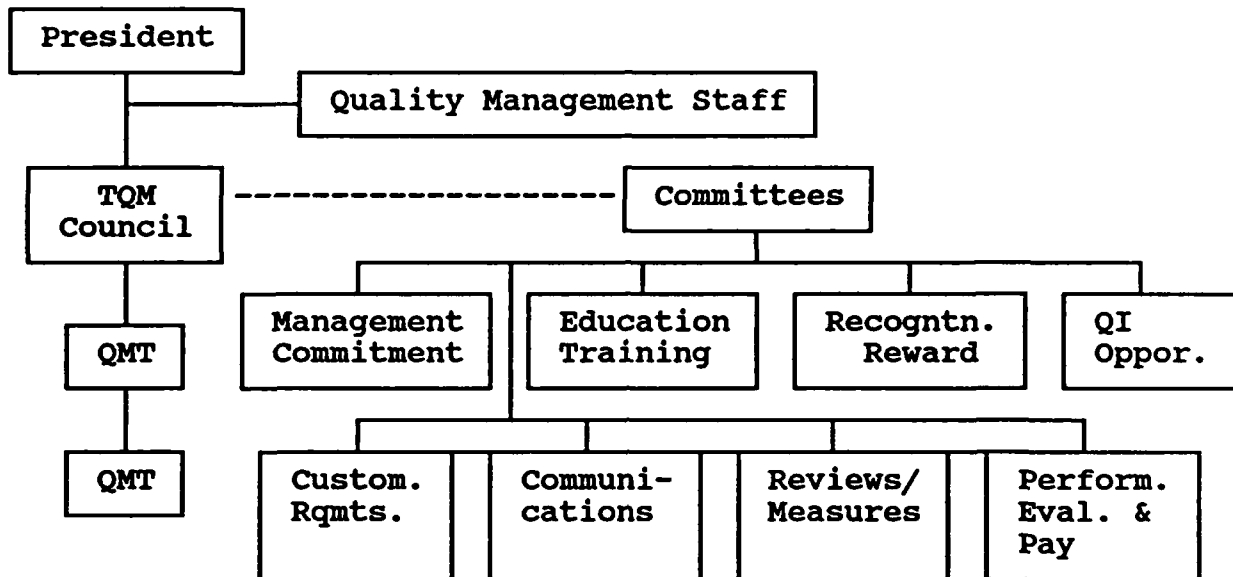 President
Quality Management Staff
TQM
Council
Committees
Management
Commitment
Education
Training
Recogntn.
Reward
QI
Oppor.
QMT
QMT
Custom.
Rqmts.
Communi-
cations
Reviews/
Measures
Perform.
Eval. &
Pay